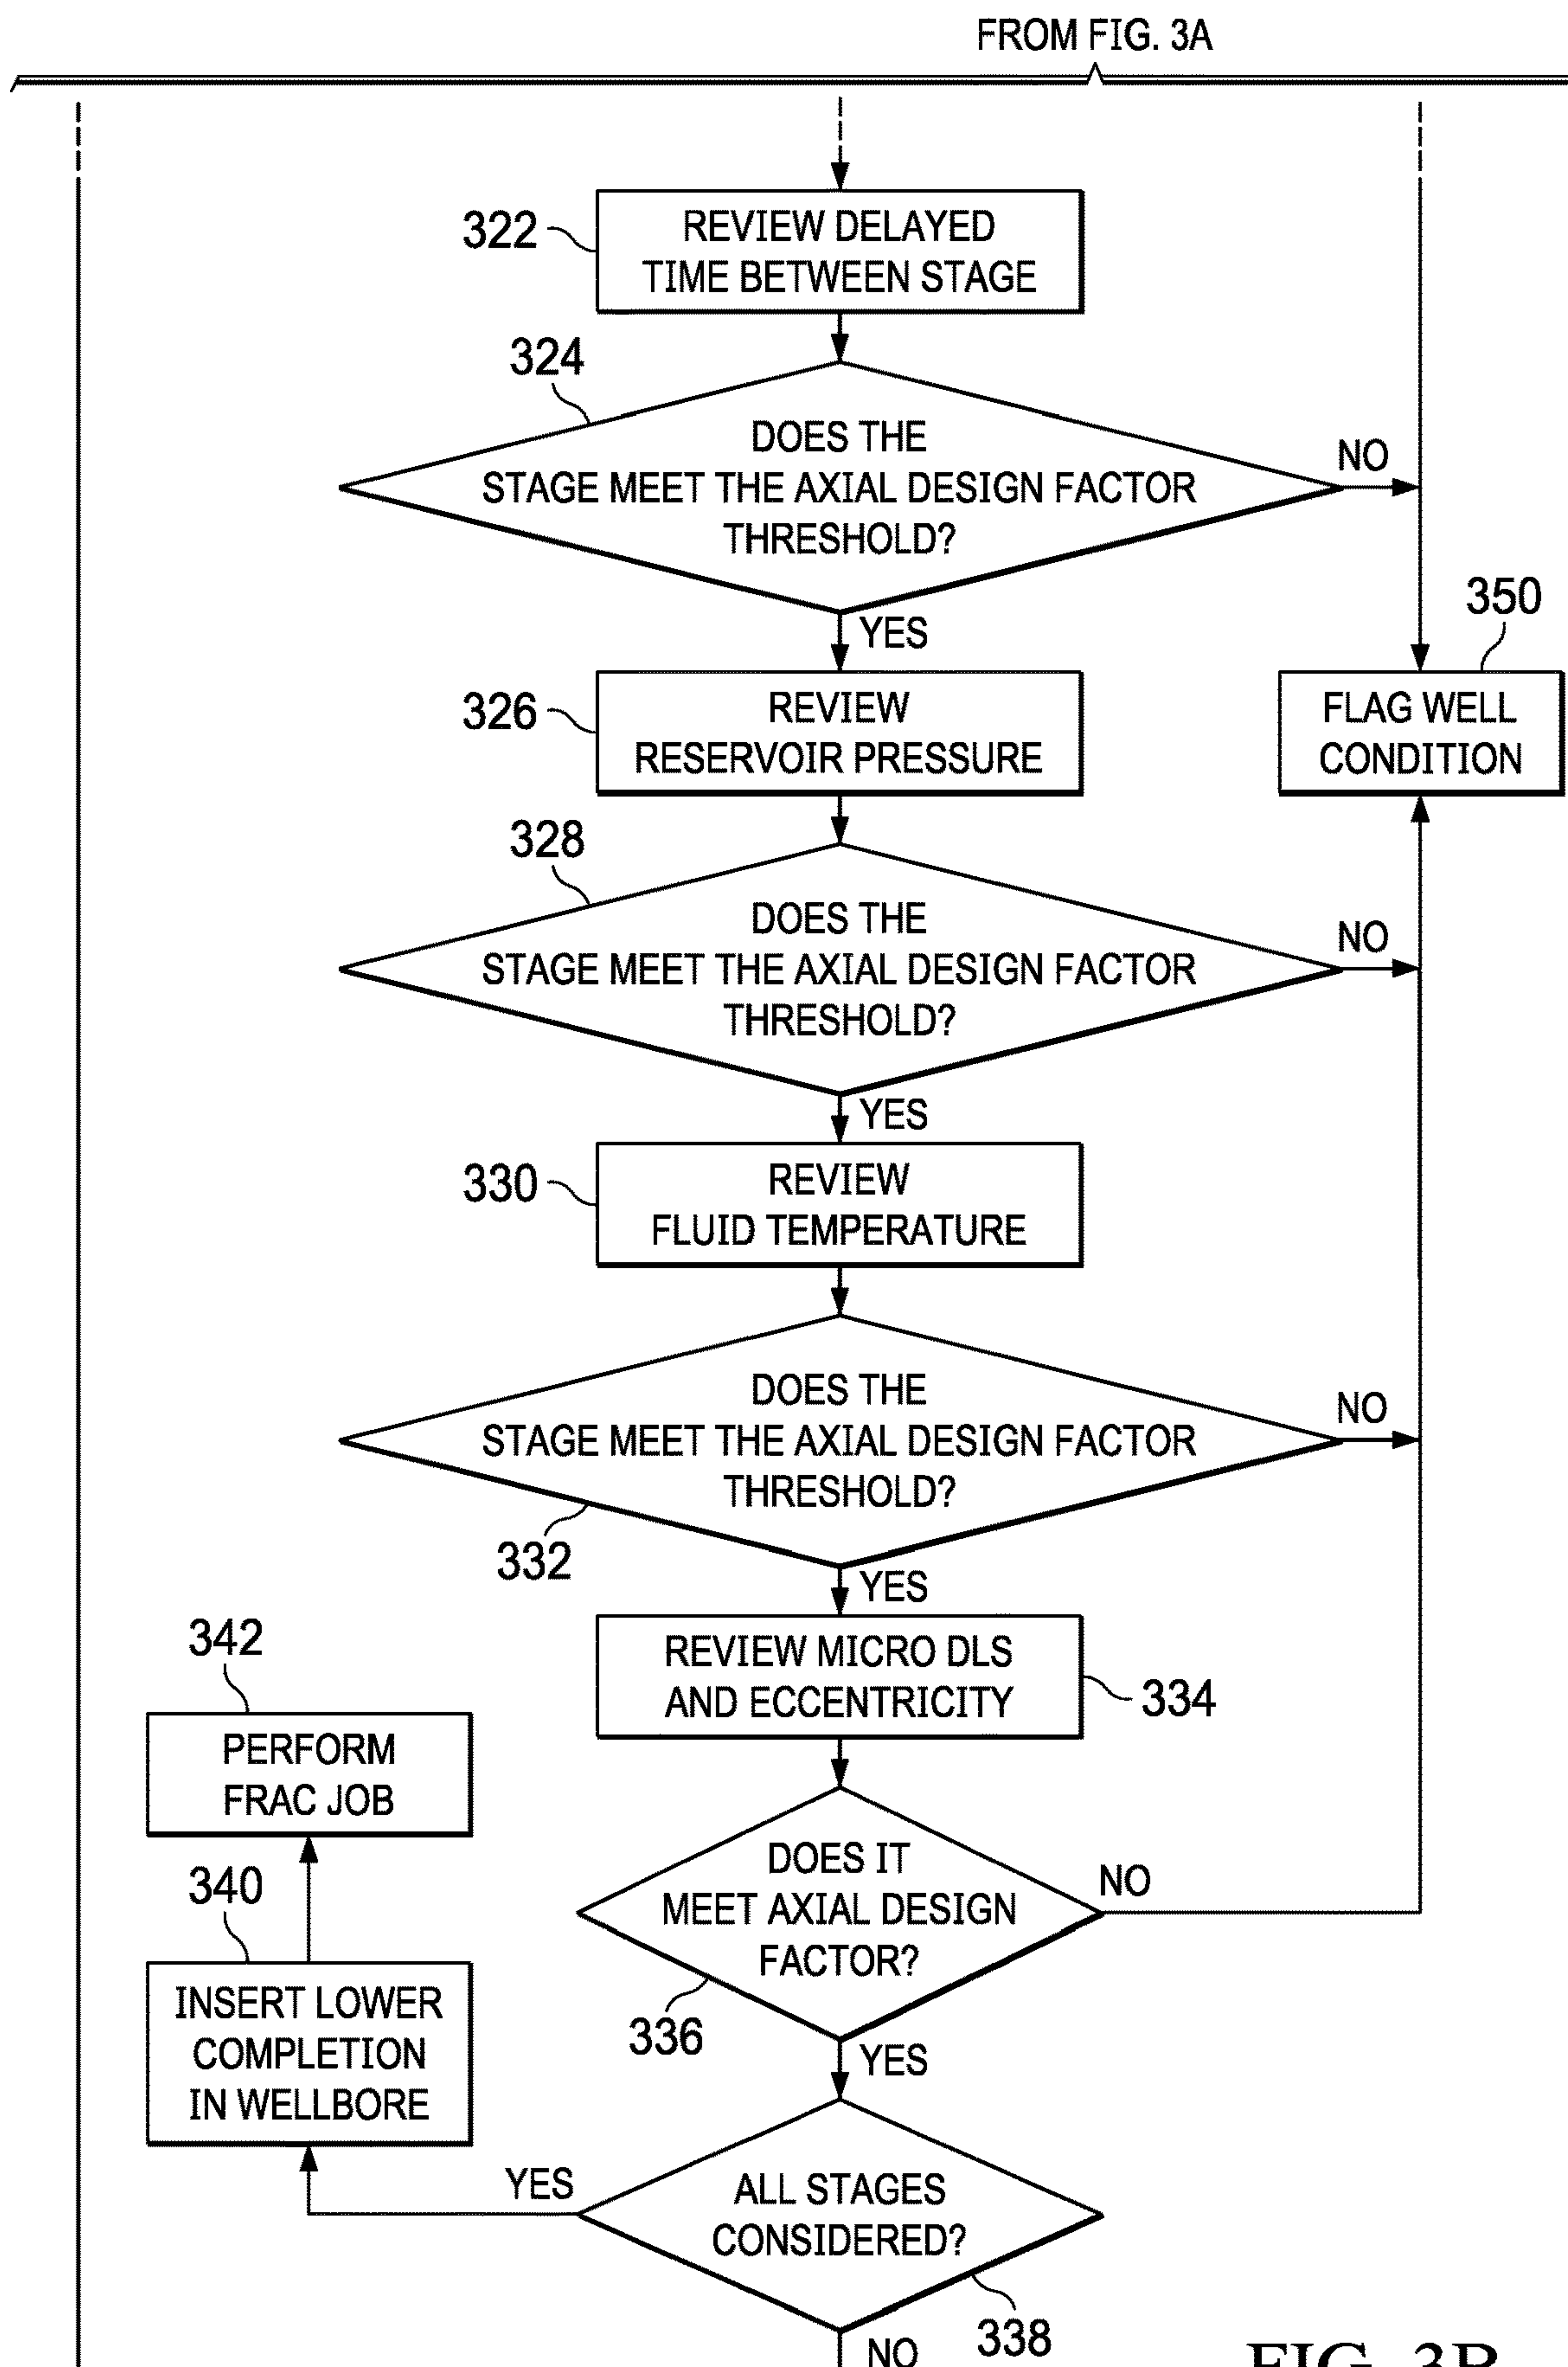 FROM FIG. 3A
322
REVIEW DELAYED
TIME BETWEEN STAGE
324
DOES THE
STAGE MEET THE AXIAL DESIGN FACTOR
THRESHOLD?
NO
YES
350
FLAG WELL
CONDITION
326
REVIEW
RESERVOIR PRESSURE
328
DOES THE
STAGE MEET THE AXIAL DESIGN FACTOR
THRESHOLD?
NO
YES
330
REVIEW
FLUID TEMPERATURE
DOES THE
STAGE MEET THE AXIAL DESIGN FACTOR
THRESHOLD?
NO
332
YES
REVIEW MICRO DLS
AND ECCENTRICITY
334
342
PERFORM
FRAC JOB
DOES IT
MEET AXIAL DESIGN
FACTOR?
NO
336
YES
340
INSERT LOWER
COMPLETION
IN WELLBORE
YES
ALL STAGES
CONSIDERED?
338
NO
FIG. 3B